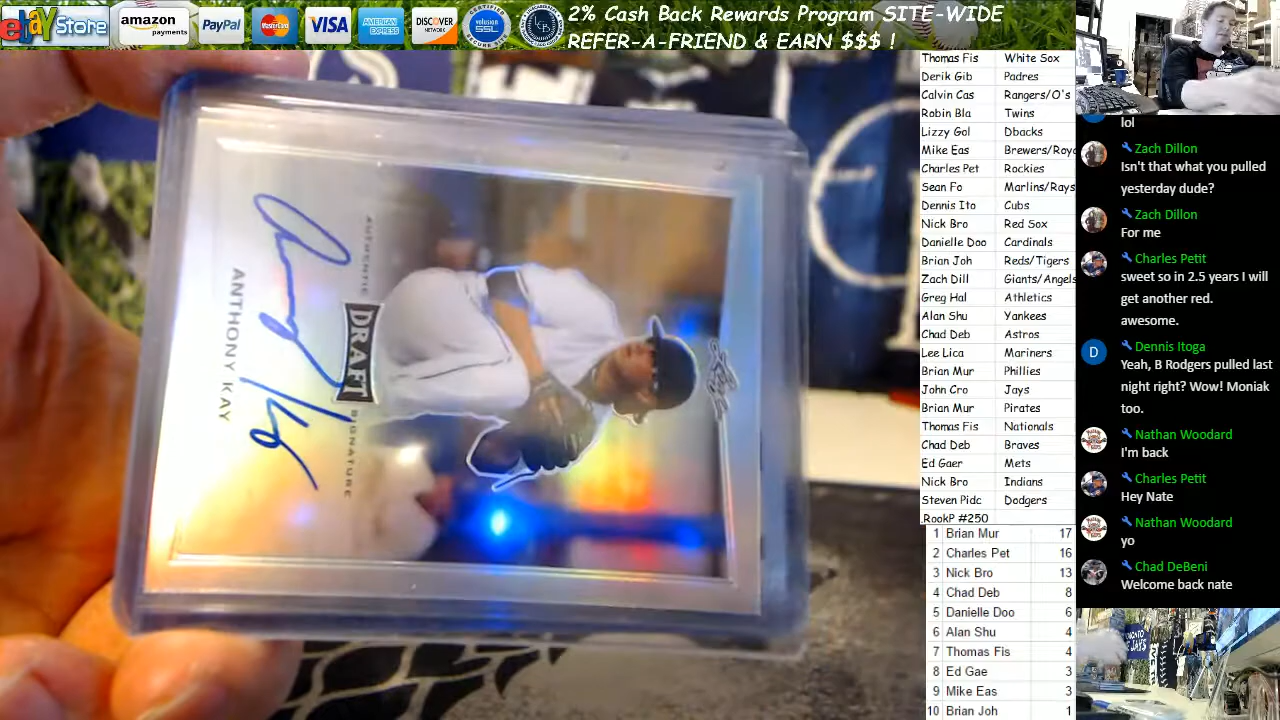 ebay Store
amazon payments
PayPal
MasterCard
VISA
AMERICAN EXPRESS
DISCOVER NETWORK
volusion SSL
2% Cash Back Rewards Program SITE-WIDE
REFER-A-FRIEND & EARN $$$ !
AUTHENTIC
DRAFT
SIGNATURE
ANTHONY KAY
Leaf
Thomas Fis White Sox
Derik Gib Padres
Calvin Cas Rangers/O's
Robin Bla Twins
Lizzy Gol Dbacks
Mike Eas Brewers/Roya
Charles Pet Rockies
Sean Fo Marlins/Rays
Dennis Ito Cubs
Nick Bro Red Sox
Danielle Doo Cardinals
Brian Joh Reds/Tigers
Zach Dill Giants/Angels
Greg Hal Athletics
Alan Shu Yankees
Chad Deb Astros
Lee Lica Mariners
Brian Mur Phillies
John Cro Jays
Brian Mur Pirates
Thomas Fis Nationals
Chad Deb Braves
Ed Gaer Mets
Nick Bro Indians
Steven Pidc Dodgers
.RookP #250
1 Brian Mur 17
2 Charles Pet 16
3 Nick Bro 13
4 Chad Deb 8
5 Danielle Doo 6
6 Alan Shu 4
7 Thomas Fis 4
8 Ed Gae 3
9 Mike Eas 3
10 Brian Joh 1
lol
Zach Dillon
Isn't that what you pulled
yesterday dude?
Zach Dillon
For me
Charles Petit
sweet so in 2.5 years I will
get another red.
awesome.
D
Dennis Itoga
Yeah, B Rodgers pulled last
night right? Wow! Moniak
too.
Nathan Woodard
I'm back
Charles Petit
Hey Nate
Nathan Woodard
yo
Chad DeBeni
Welcome back nate